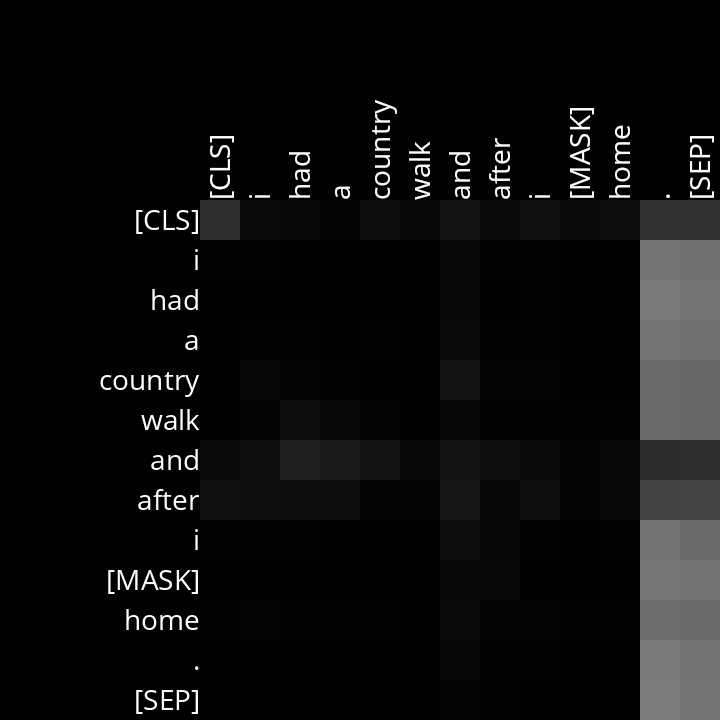 [CLS] i had a country walk and after i [MASK] home . [SEP]
[CLS]
i
had
a
country
walk
and
after
i
[MASK]
home
.
[SEP]